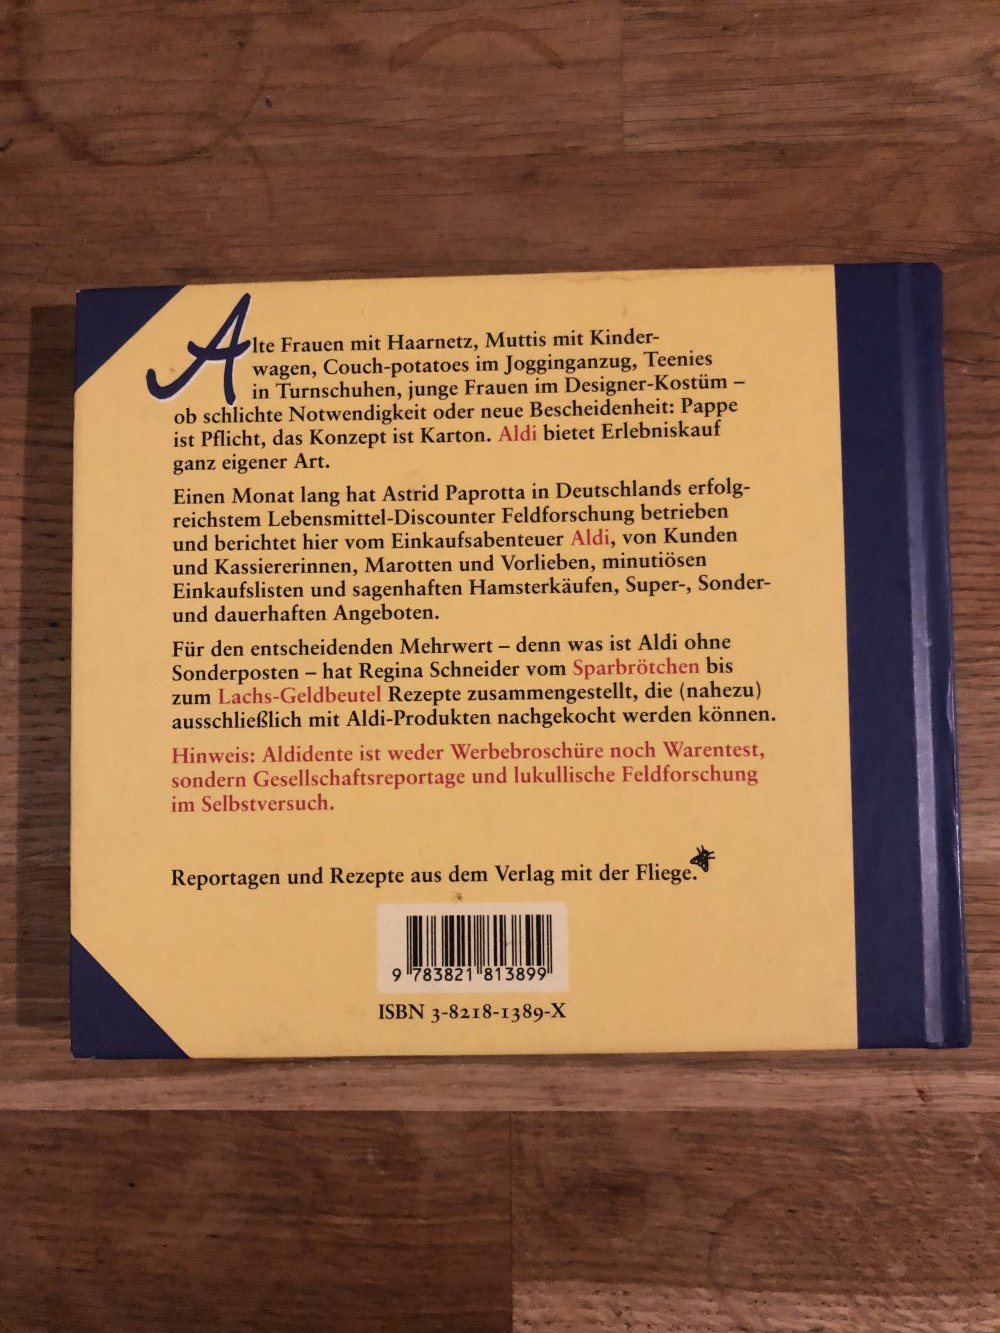 Alte Frauen mit Haarnetz, Muttis mit Kinder-
wagen, Couch-potatoes im Jogginganzug, Teenies
in Turnschuhen, junge Frauen im Designer-Kostüm –
ob schlichte Notwendigkeit oder neue Bescheidenheit: Pappe
ist Pflicht, das Konzept ist Karton. Aldi bietet Erlebniskauf
ganz eigener Art.
Einen Monat lang hat Astrid Paprotta in Deutschlands erfolg-
reichstem Lebensmittel-Discounter Feldforschung betrieben
und berichtet hier vom Einkaufsabenteuer Aldi, von Kunden
und Kassiererinnen, Marotten und Vorlieben, minutiösen
Einkaufslisten und sagenhaften Hamsterkäufen, Super-, Sonder-
und dauerhaften Angeboten.
Für den entscheidenden Mehrwert – denn was ist Aldi ohne
Sonderposten – hat Regina Schneider vom Sparbrötchen bis
zum Lachs-Geldbeutel Rezepte zusammengestellt, die (nahezu)
ausschließlich mit Aldi-Produkten nachgekocht werden können.
Hinweis: Aldidente ist weder Werbebroschüre noch Warentest,
sondern Gesellschaftsreportage und lukullische Feldforschung
im Selbstversuch.
Reportagen und Rezepte aus dem Verlag mit der Fliege.
9 783821 813899
ISBN 3-8218-1389-X